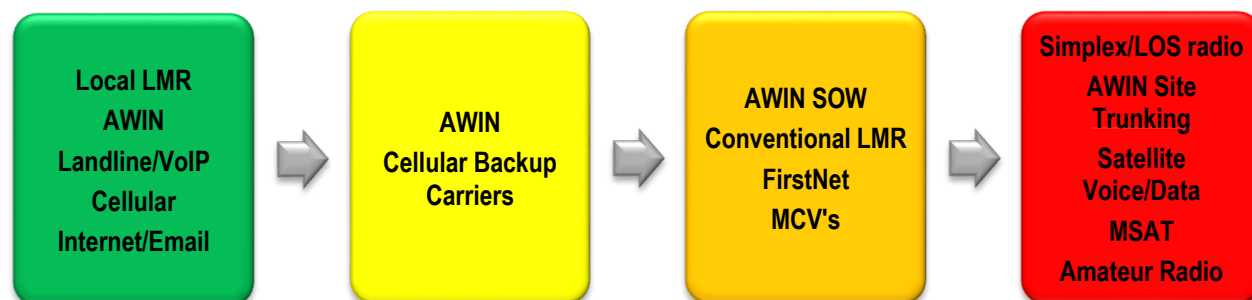 Local LMR
AWIN
Landline/VoIP
Cellular
Internet/Email
AWIN
Cellular Backup
Carriers
AWIN SOW
Conventional LMR
FirstNet
MCV's
Simplex/LOS radio
AWIN Site
Trunking
Satellite
Voice/Data
MSAT
Amateur Radio